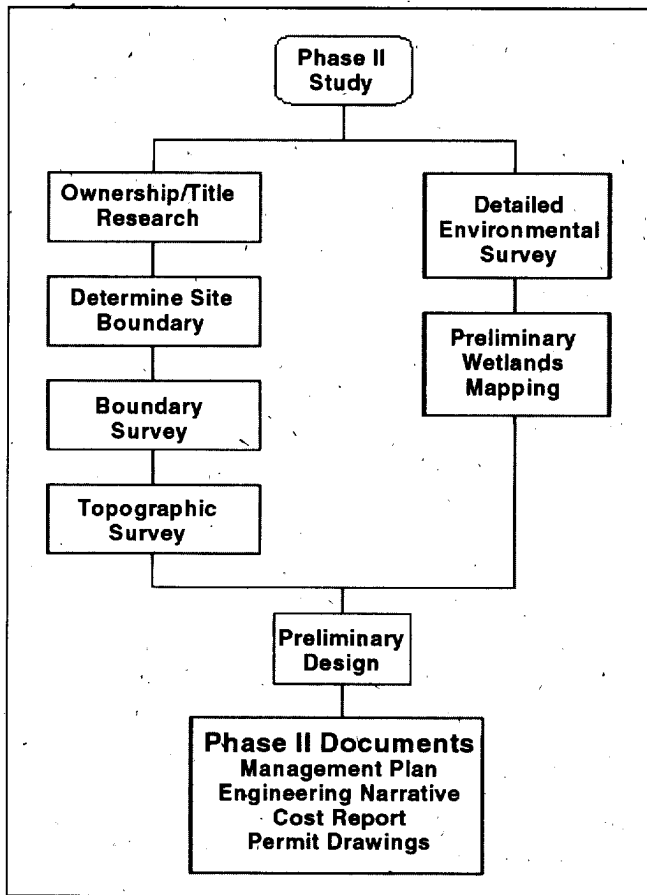 Phase II
Study
Ownership/Title
Research
Determine Site
Boundary
Boundary
Survey
Topographic
Survey
Detailed
Environmental
Survey
Preliminary
Wetlands
Mapping
Preliminary
Design
Phase II Documents
Management Plan
Engineering Narrative
Cost Report
Permit Drawings